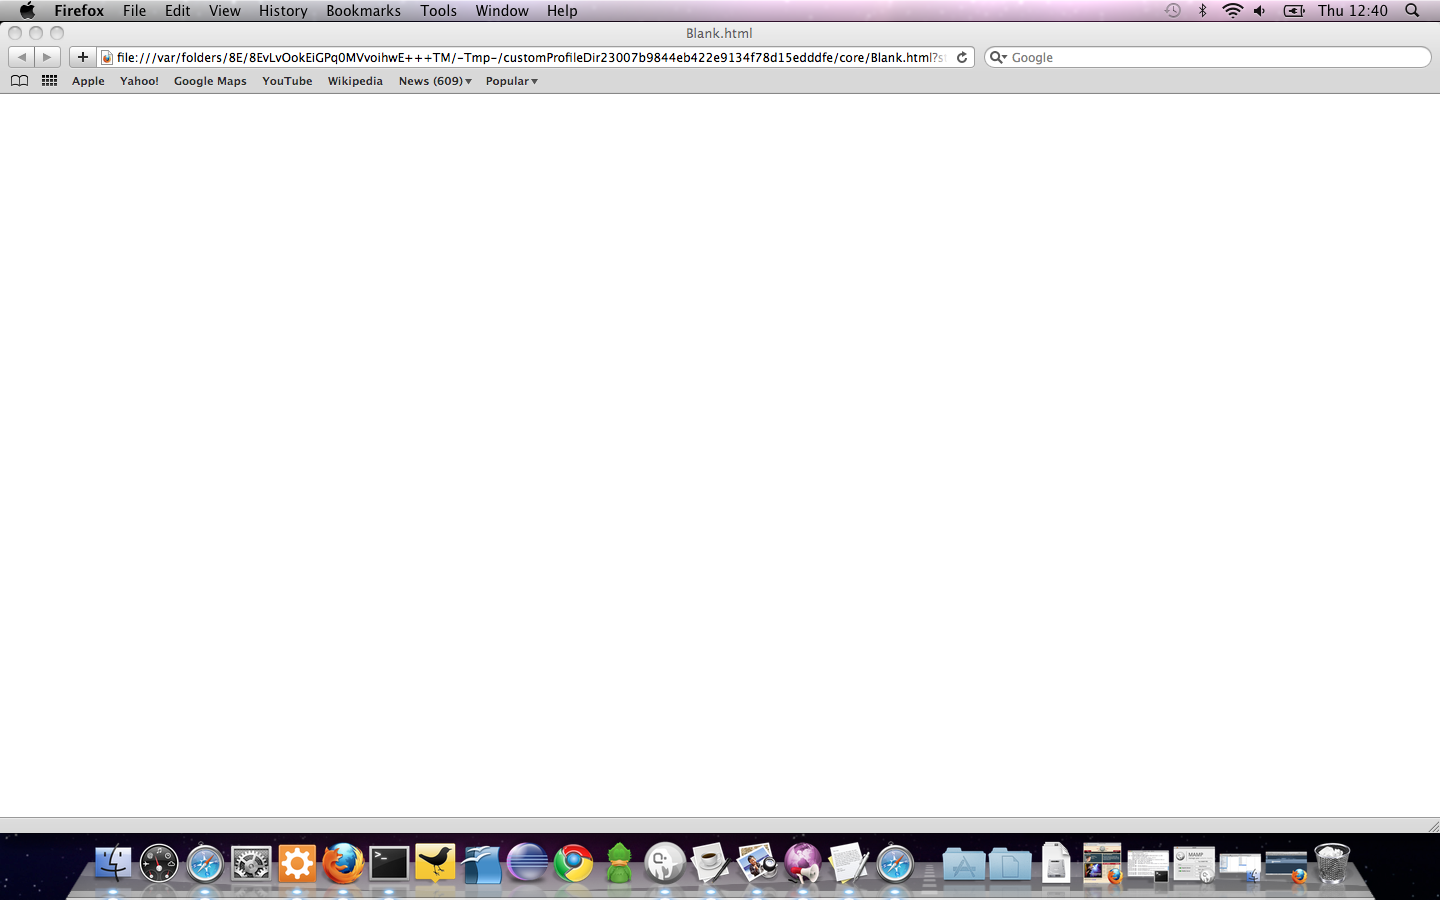 Firefox File Edit View History Bookmarks Tools Window Help Thu 12:40
Blank.html
file:///var/folders/8E/8EvLvOokEiGPq0MVvoihwE+++TM/-Tmp-/customProfileDir23007b9844eb422e9134f78d15edddfe/core/Blank.html?s Google
Apple Yahoo! Google Maps YouTube Wikipedia News (609) Popular